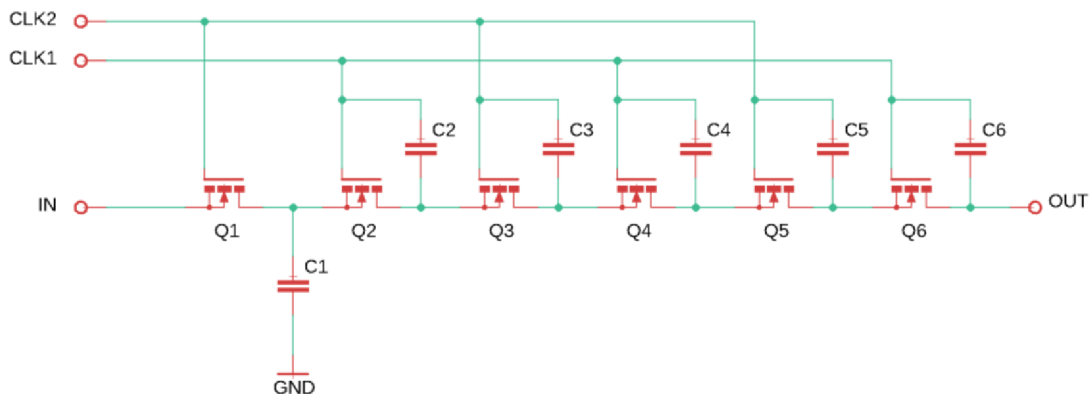 CLK2
CLK1
C2 C3 C4 C5 C6
IN OUT
Q1 Q2 Q3 Q4 Q5 Q6
C1
GND